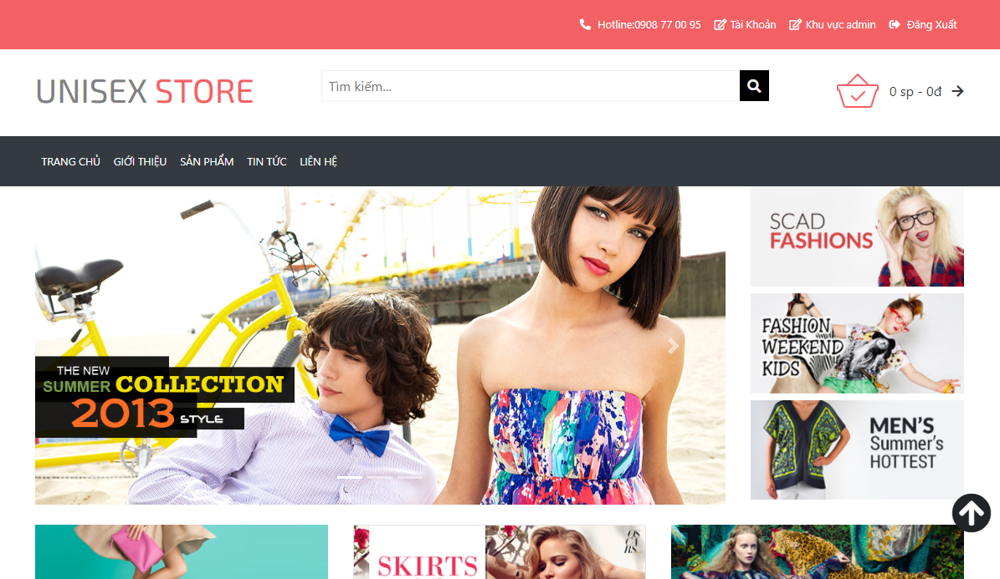 Hotline:0908 77 00 95 Tài Khoản Khu vực admin Đăng Xuất
UNISEX STORE
Tìm kiếm...
0 sp - 0đ
TRANG CHỦ GIỚI THIỆU SẢN PHẨM TIN TỨC LIÊN HỆ
THE NEW
SUMMER COLLECTION
2013 STYLE
SCAD
FASHIONS
FASHION
WEEKEND
KIDS
MEN'S
Summer's
HOTTEST
SKIRTS
OSC
ARS